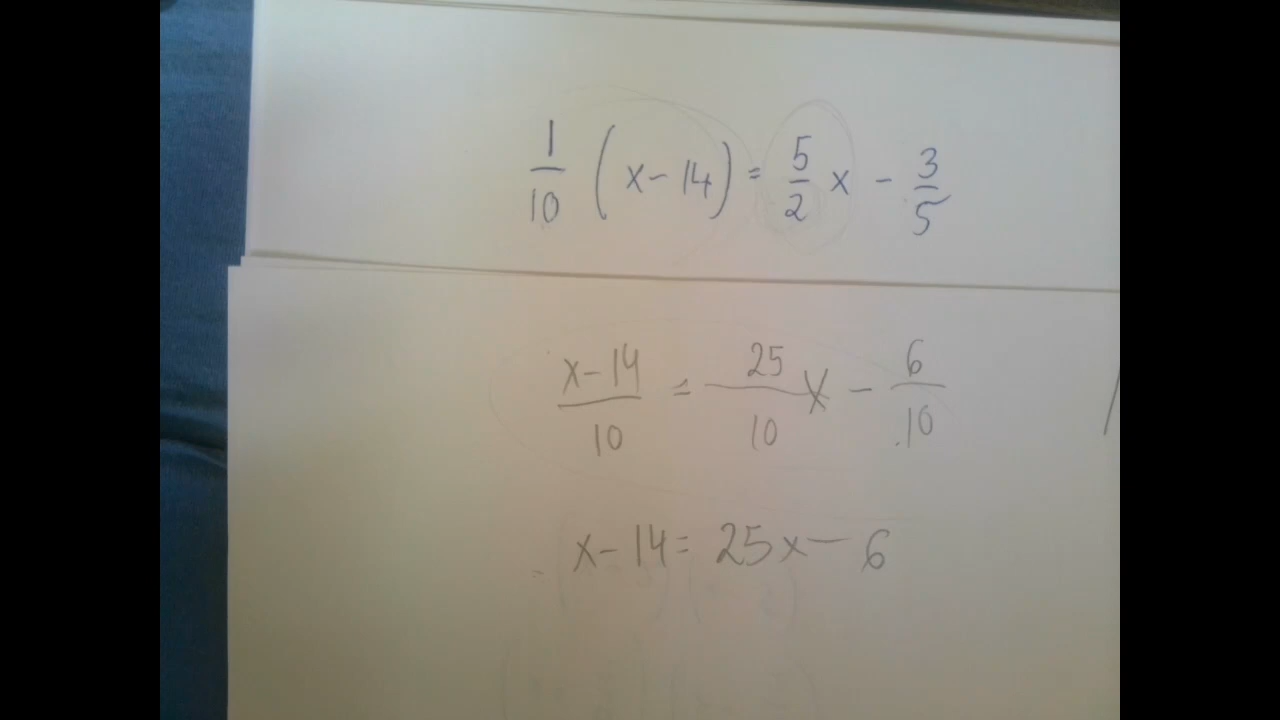 1/10 (x-14) = 5/2 x - 3/5
x-14/10 = 25/10 x - 6/10
x-14 = 25x - 6